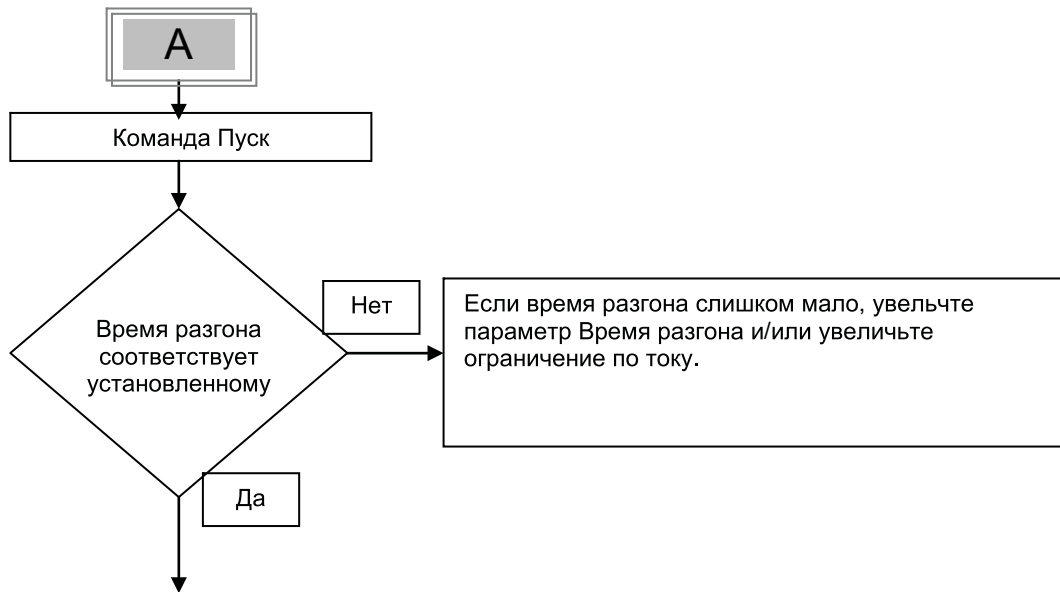 А
Команда Пуск
Нет
Если время разгона слишком мало, увельчте
параметр Время разгона и/или увеличьте
ограничение по току.
Время разгона
соответствует
установленному
Да